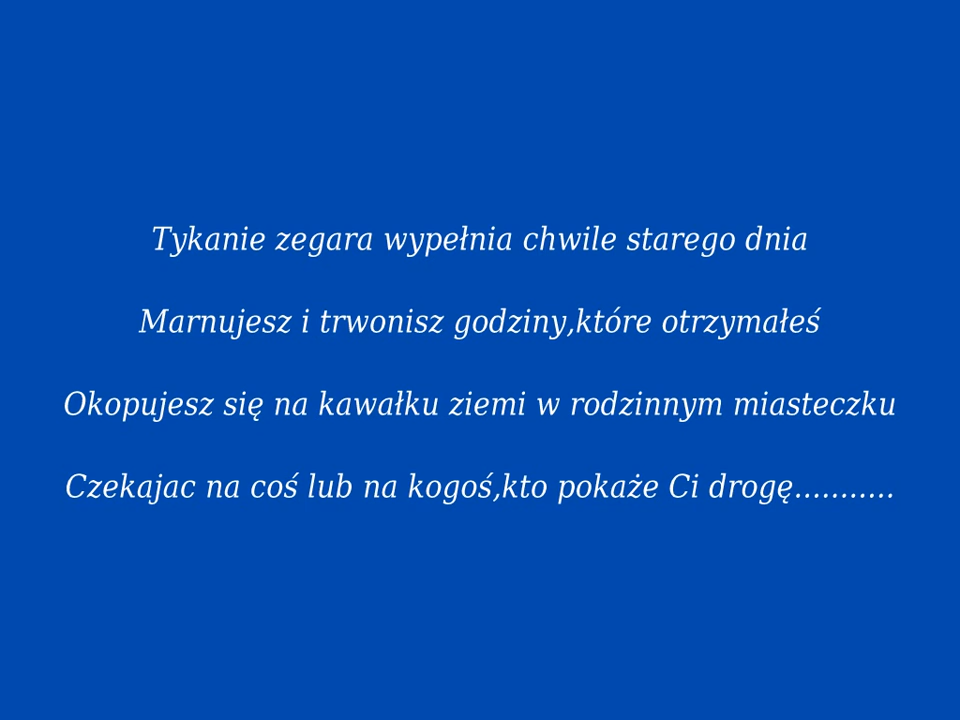 Tykanie zegara wypełnia chwile starego dnia
Marnujesz i trwonisz godziny,które otrzymałeś
Okopujesz się na kawałku ziemi w rodzinnym miasteczku
Czekajac na coś lub na kogoś,kto pokaże Ci drogę...........